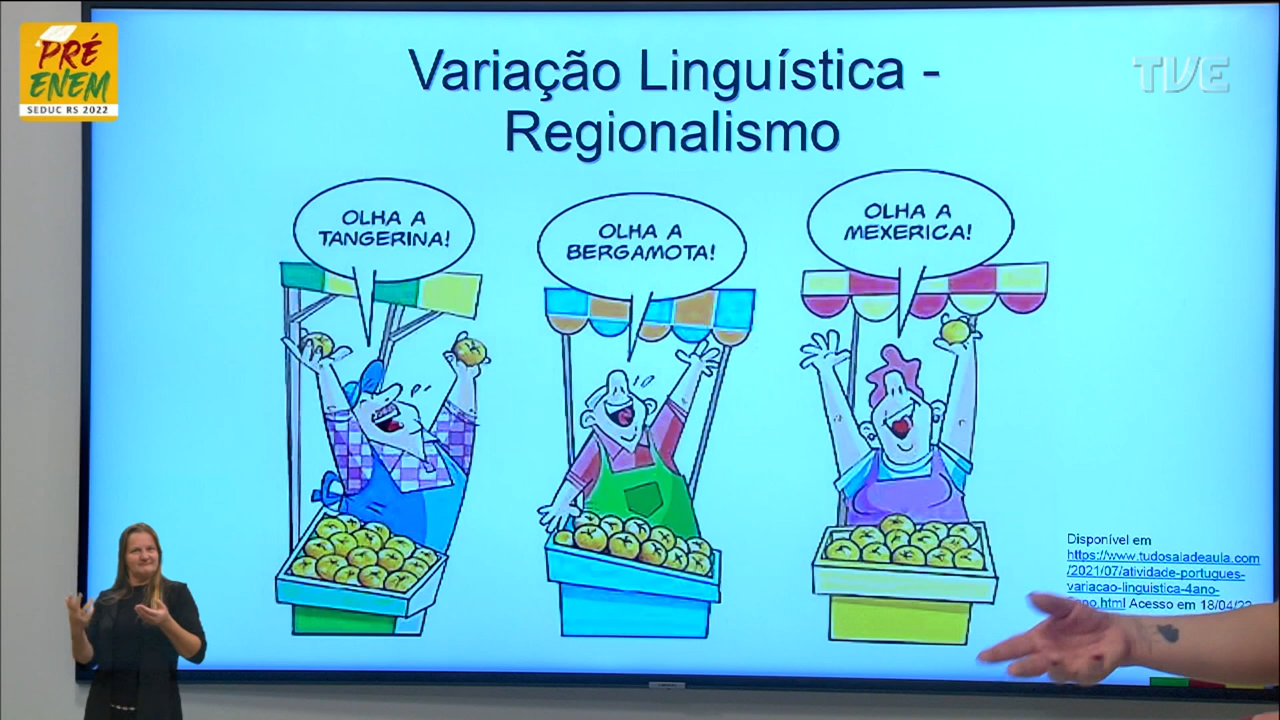 PRÉ
ENEM
SEDUC RS 2022
TVE
Variação Linguística -
Regionalismo
OLHA A
TANGERINA!
OLHA A
BERGAMOTA!
OLHA A
MEXERICA!
Disponível em
https://www.tudosaladeaula.com
/2021/07/atividade-portugues-
variacao-linguistica-4ano-
.html Acesso em 18/04/22